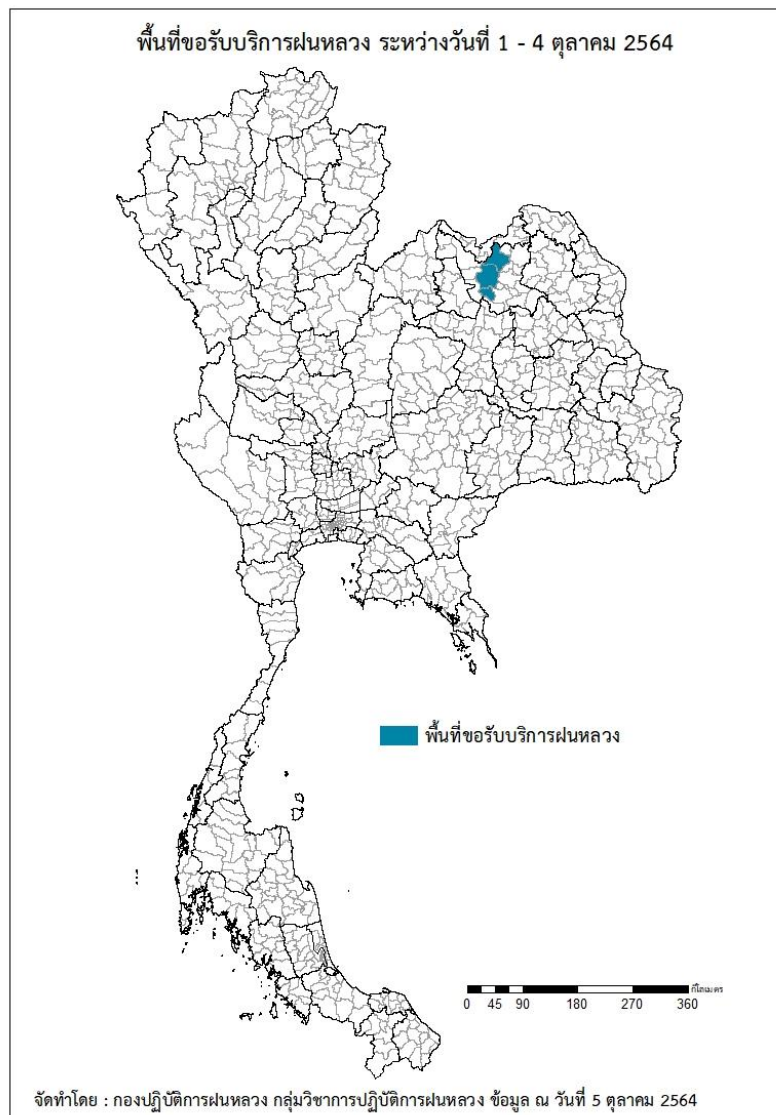 พื้นที่ขอรับบริการฝนหลวง ระหว่างวันที่ 1 - 4 ตุลาคม 2564
พื้นที่ขอรับบริการฝนหลวง
กิโลเมตร
0 45 90 180 270 360
จัดทำโดย : กองปฏิบัติการฝนหลวง กลุ่มวิชาการปฏิบัติการฝนหลวง ข้อมูล ณ วันที่ 5 ตุลาคม 2564